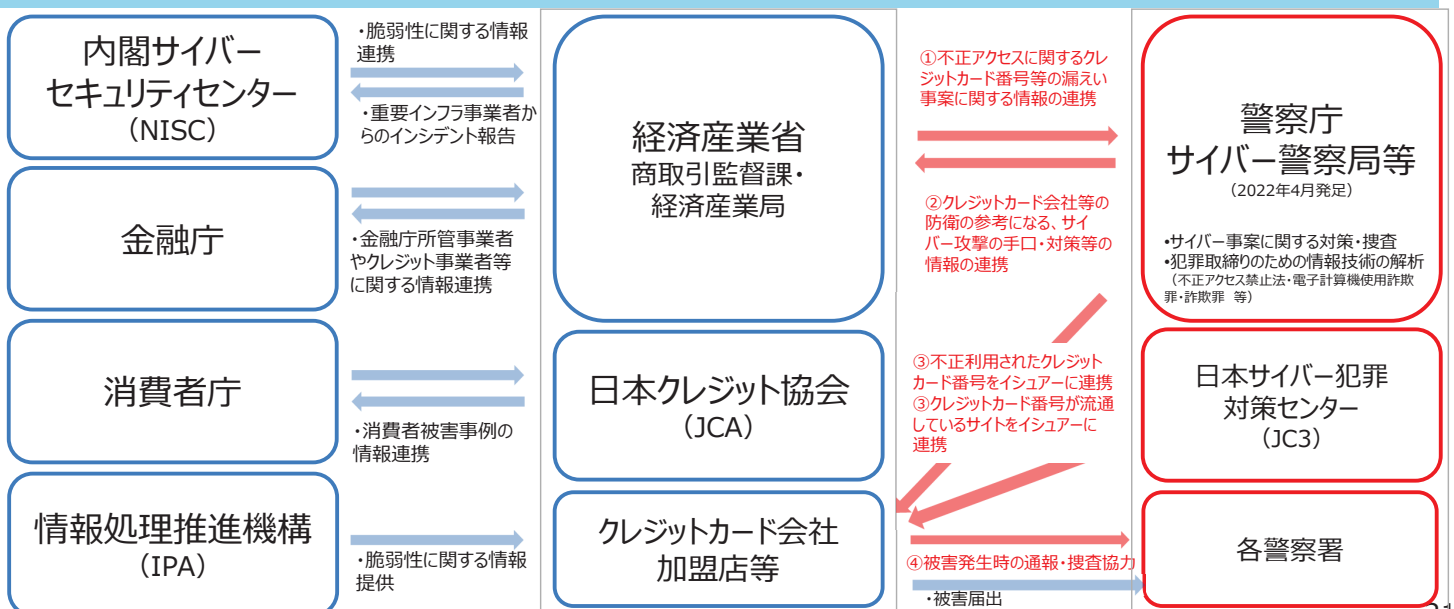 内閣サイバー
セキュリティセンター
（NISC）
・脆弱性に関する情報
連携
・重要インフラ事業者か
らのインシデント報告
金融庁
・金融庁所管事業者
やクレジット事業者等
に関する情報連携
消費者庁
・消費者被害事例の
情報連携
情報処理推進機構
（IPA）
・脆弱性に関する情報
提供
経済産業省
商取引監督課・
経済産業局
日本クレジット協会
（JCA）
クレジットカード会社
加盟店等
①不正アクセスに関するクレ
ジットカード番号等の漏えい
事案に関する情報の連携
②クレジットカード会社等の
防衛の参考になる、サイ
バー攻撃の手口・対策等の
情報の連携
③不正利用されたクレジット
カード番号をイシュアーに連携
③クレジットカード番号が流通
しているサイトをイシュアーに
連携
④被害発生時の通報・捜査協力
・被害届出
警察庁
サイバー警察局等
（2022年4月発足）
•サイバー事案に関する対策・捜査
•犯罪取締りのための情報技術の解析
（不正アクセス禁止法・電子計算機使用詐欺
罪・詐欺罪　等）
日本サイバー犯罪
対策センター
（JC3）
各警察署